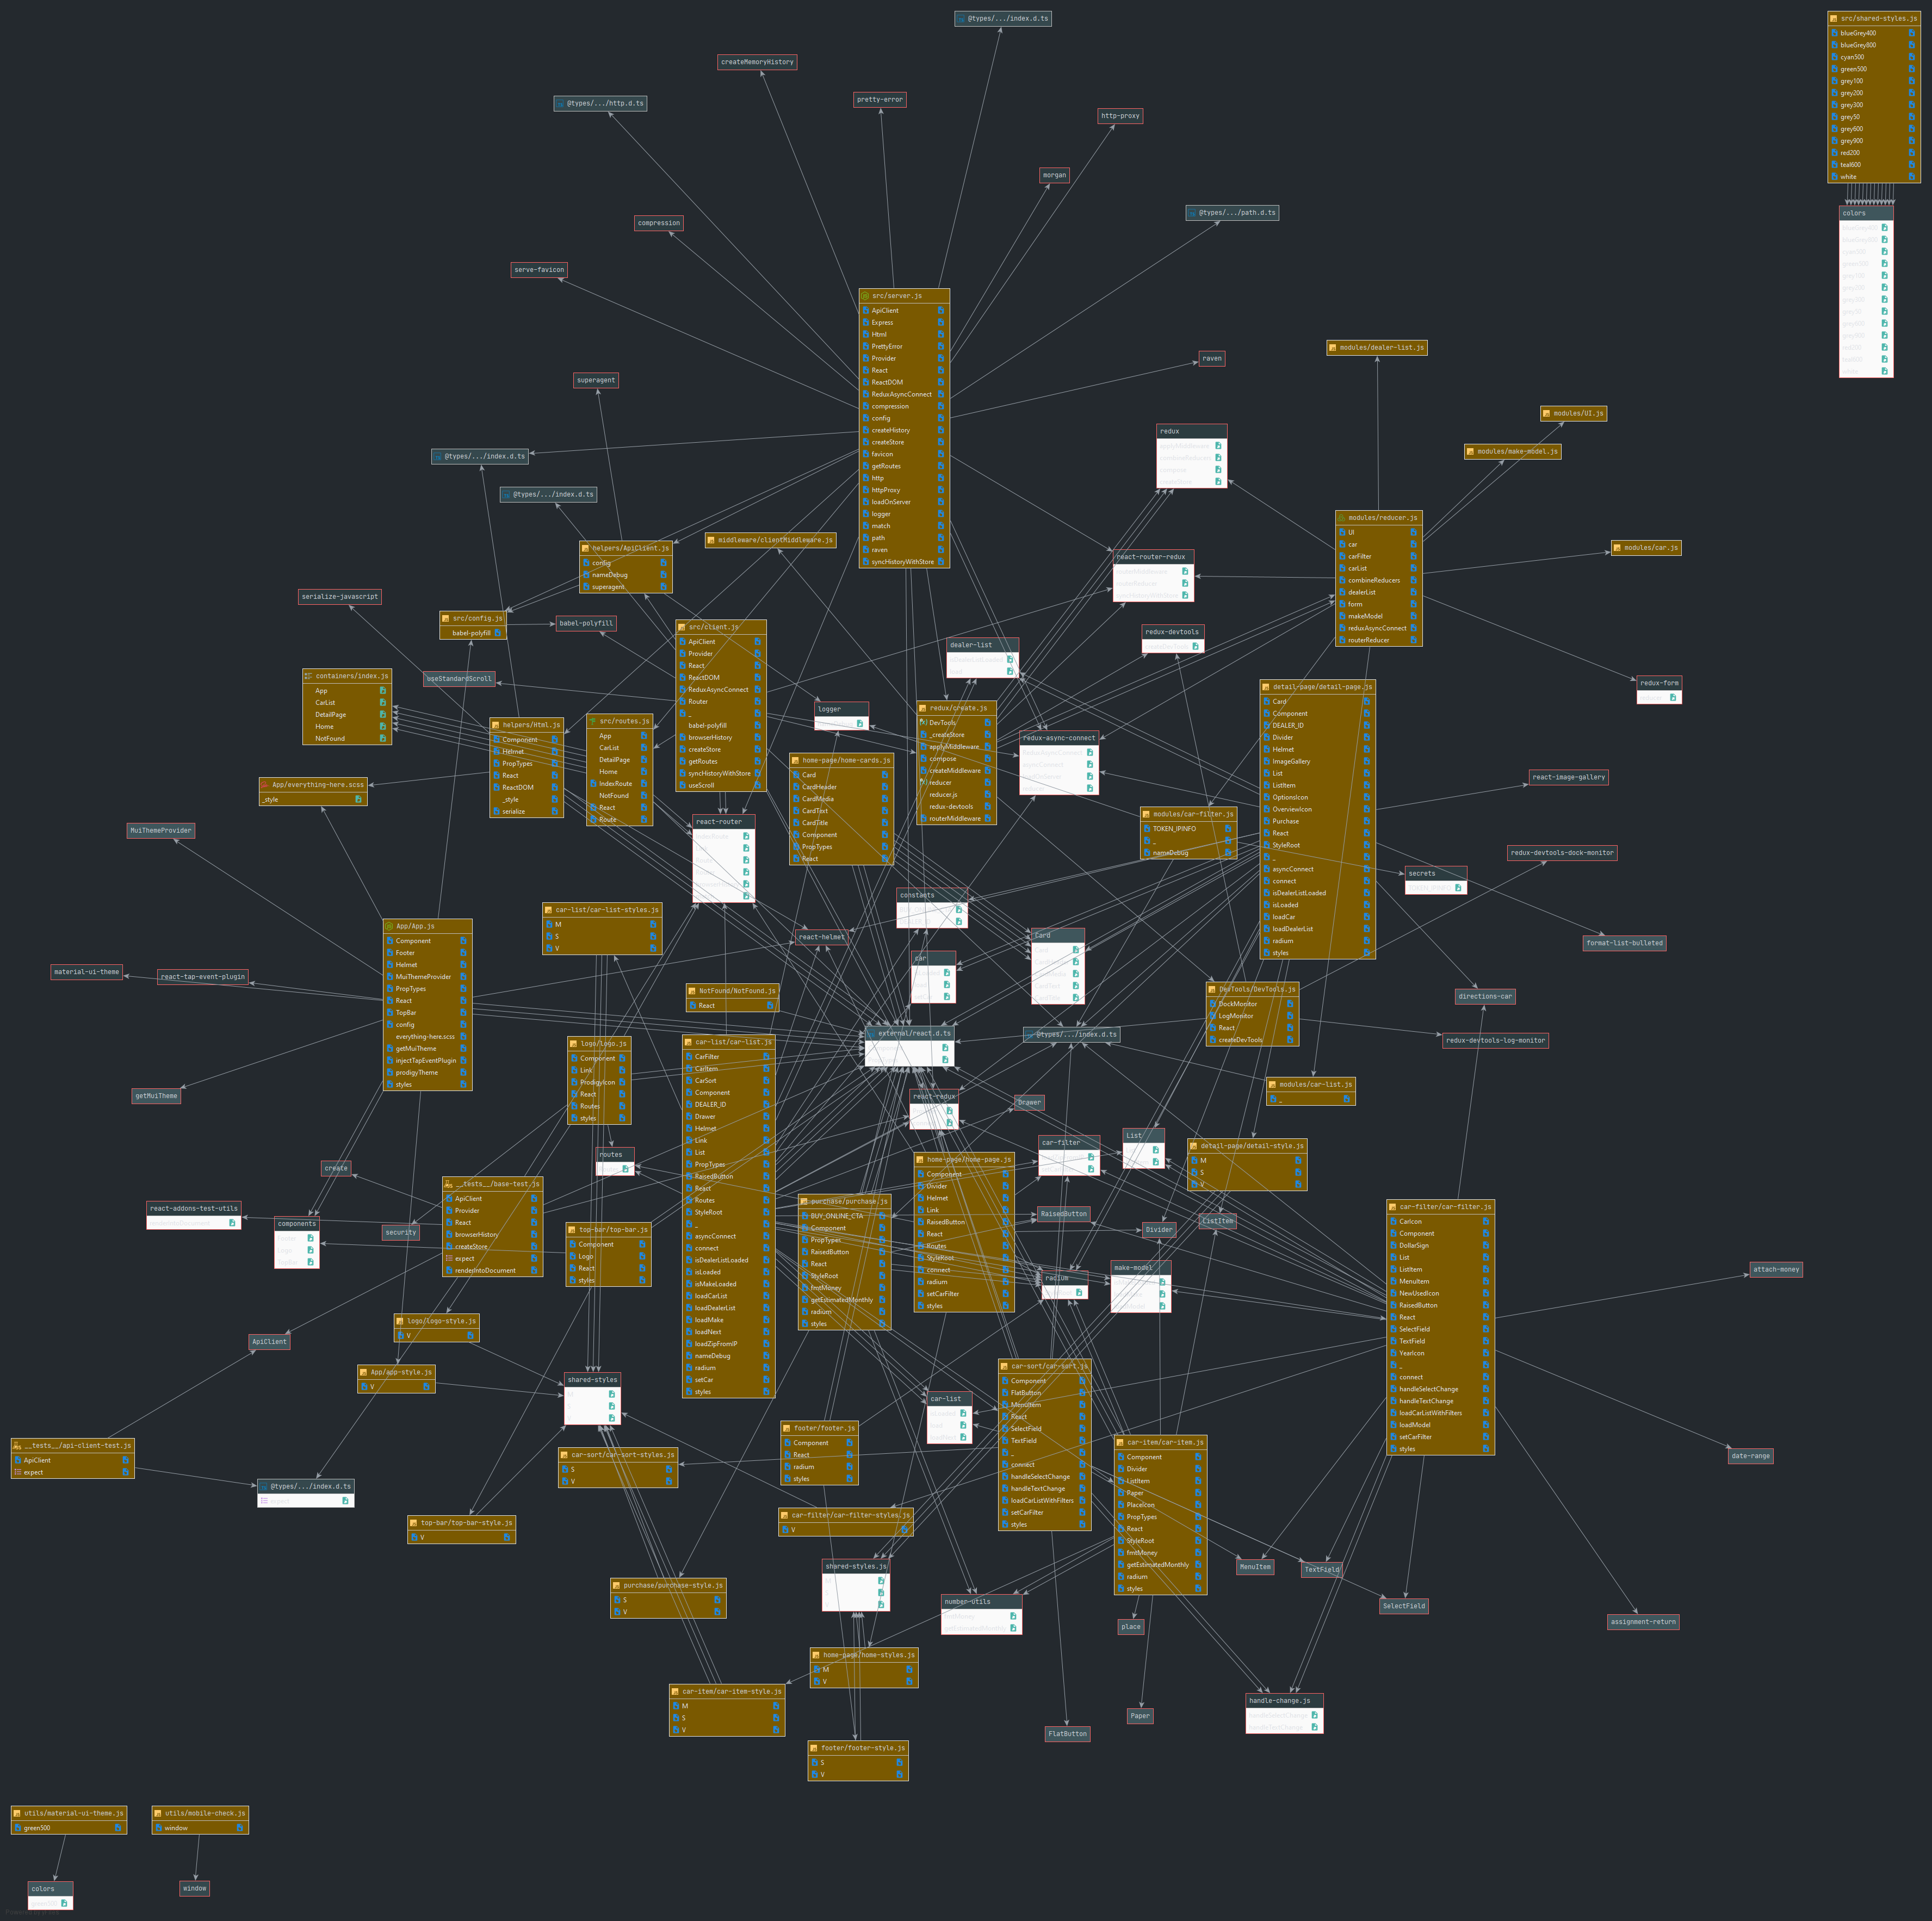 @types/.../index.d.ts
createMemoryHistory
@types/.../http.d.ts
pretty-error
http-proxy
morgan
@types/.../path.d.ts
compression
serve-favicon
src/shared-styles.js
blueGrey400
blueGrey800
cyan500
green500
grey100
grey200
grey300
grey50
grey600
grey900
red200
teal600
white
colors
src/server.js
ApiClient
Express
Html
PrettyError
Provider
React
ReactDOM
ReduxAsyncConnect
compression
config
createHistory
createStore
favicon
getRoutes
http
httpProxy
loadOnServer
logger
match
path
raven
syncHistoryWithStore
raven
superagent
modules/dealer-list.js
modules/UI.js
modules/make-model.js
redux
@types/.../index.d.ts
@types/.../index.d.ts
middleware/clientMiddleware.js
helpers/ApiClient.js
config
nameDebug
superagent
react-router-redux
modules/reducer.js
UI
car
carFilter
carList
combineReducers
dealerList
form
makeModel
reduxAsyncConnect
routerReducer
modules/car.js
serialize-javascript
src/config.js
babel-polyfill
babel-polyfill
src/client.js
ApiClient
Provider
React
ReactDOM
ReduxAsyncConnect
Router
_
babel-polyfill
browserHistory
createStore
getRoutes
syncHistoryWithStore
useScroll
dealer-list
redux-devtools
useStandardScroll
containers/index.js
App
CarList
DetailPage
Home
NotFound
redux-form
helpers/Html.js
Component
Helmet
PropTypes
React
ReactDOM
_style
serialize
src/routes.js
App
CarList
DetailPage
Home
IndexRoute
NotFound
React
Route
logger
redux/create.js
DevTools
_createStore
applyMiddleware
compose
createMiddleware
reducer
reducer.js
redux-devtools
routerMiddleware
redux-async-connect
detail-page/detail-page.js
Card
Component
DEALER_ID
Divider
Helmet
ImageGallery
List
ListItem
OptionsIcon
OverviewIcon
Purchase
React
StyleRoot
_
asyncConnect
connect
isDealerListLoaded
isLoaded
loadCar
loadDealerList
radium
styles
home-page/home-cards.js
Card
CardHeader
CardMedia
CardText
CardTitle
Component
PropTypes
React
App/everything-here.scss
_style
react-image-gallery
MuiThemeProvider
react-router
modules/car-filter.js
TOKEN_IPINFO
_
nameDebug
redux-devtools-dock-monitor
secrets
constants
car-list/car-list-styles.js
M
S
V
App/App.js
Component
Footer
Helmet
MuiThemeProvider
PropTypes
React
TopBar
config
everything-here.scss
getMuiTheme
injectTapEventPlugin
prodigyTheme
styles
react-helmet
Card
format-list-bulleted
car
material-ui-theme
react-tap-event-plugin
NotFound/NotFound.js
React
DevTools/DevTools.js
DockMonitor
LogMonitor
React
createDevTools
directions-car
external/react.d.ts
@types/.../index.d.ts
redux-devtools-log-monitor
logo/logo.js
Component
Link
ProdigyIcon
React
Routes
styles
car-list/car-list.js
CarFilter
CarItem
CarSort
Component
DEALER_ID
Drawer
Helmet
Link
List
PropTypes
RaisedButton
React
Routes
StyleRoot
_
asyncConnect
connect
isDealerListLoaded
isLoaded
isMakeLoaded
loadCarList
loadDealerList
loadMake
loadNext
loadZipFromIP
nameDebug
radium
setCar
styles
getMuiTheme
react-redux
Drawer
modules/car-list.js
_
car-filter
List
detail-page/detail-style.js
M
S
V
routes
create
__tests__/base-test.js
ApiClient
Provider
React
browserHistory
createStore
expect
renderIntoDocument
home-page/home-page.js
Component
Divider
Helmet
Link
RaisedButton
React
Routes
StyleRoot
connect
radium
setCarFilter
styles
react-addons-test-utils
components
security
purchase/purchase.js
BUY_ONLINE_CTA
Component
PropTypes
RaisedButton
React
StyleRoot
fmtMoney
getEstimatedMonthly
radium
styles
RaisedButton
Divider
ListItem
car-filter/car-filter.js
CarIcon
Component
DollarSign
List
ListItem
MenuItem
NewUsedIcon
RaisedButton
React
SelectField
TextField
YearIcon
_
connect
handleSelectChange
handleTextChange
loadCarListWithFilters
loadModel
setCarFilter
styles
top-bar/top-bar.js
Component
Logo
React
styles
radium
make-model
attach-money
logo/logo-style.js
V
ApiClient
App/app-style.js
V
shared-styles
car-sort/car-sort.js
Component
FlatButton
MenuItem
React
SelectField
TextField
_
connect
handleSelectChange
handleTextChange
loadCarListWithFilters
setCarFilter
styles
car-list
footer/footer.js
Component
React
radium
styles
car-item/car-item.js
Component
Divider
ListItem
Paper
PlaceIcon
PropTypes
React
StyleRoot
fmtMoney
getEstimatedMonthly
radium
styles
__tests__/api-client-test.js
ApiClient
expect
car-sort/car-sort-styles.js
S
V
date-range
@types/.../index.d.ts
top-bar/top-bar-style.js
V
car-filter/car-filter-styles.js
V
shared-styles.js
MenuItem
TextField
purchase/purchase-style.js
S
V
number-utils
SelectField
place
assignment-return
home-page/home-styles.js
M
V
car-item/car-item-style.js
M
S
V
handle-change.js
Paper
FlatButton
footer/footer-style.js
S
V
utils/material-ui-theme.js
green500
utils/mobile-check.js
window
colors
window